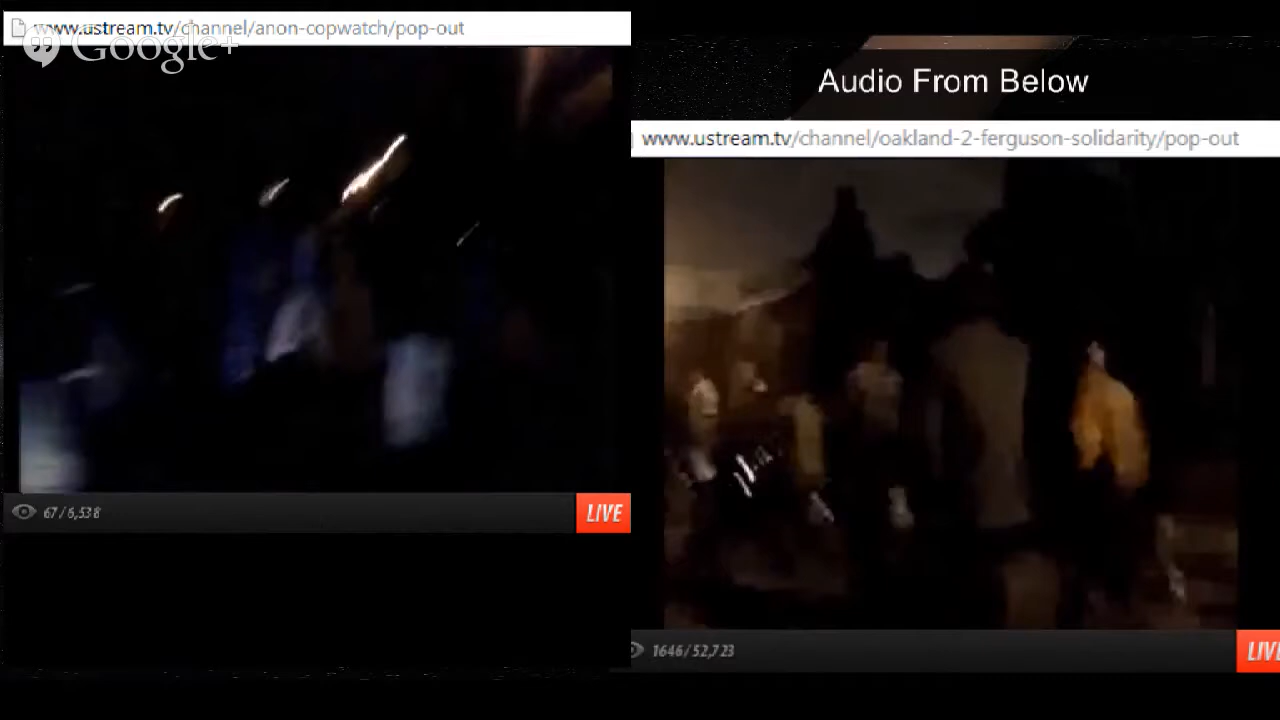 www.ustream.tv/channel/anon-copwatch/pop-out
Google+
67/6,538
LIVE
Audio From Below
www.ustream.tv/channel/oakland-2-ferguson-solidarity/pop-out
1646/52,723
LIVE